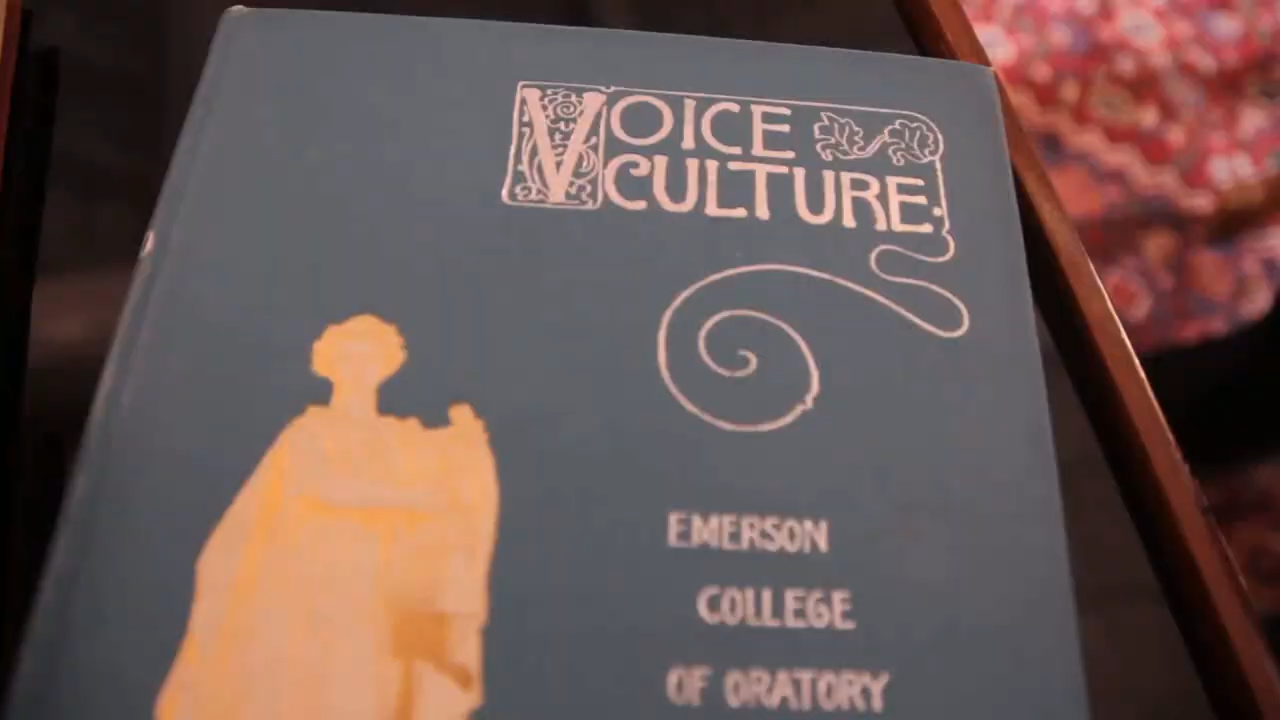 VOICE
CULTURE.
EMERSON
COLLEGE
OF ORATORY